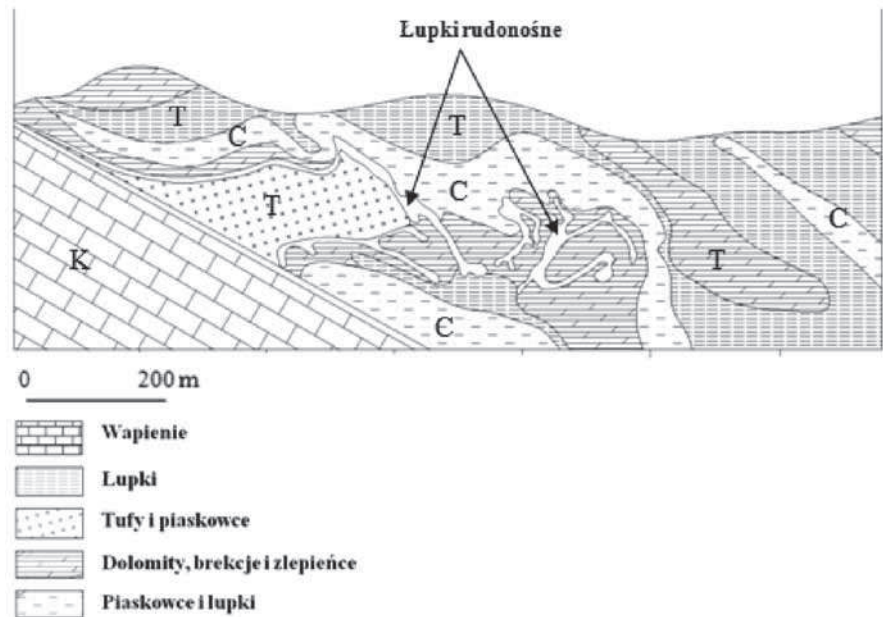 Łupki rudonośne
T
C
T
C
T
C
T
K
C
0 200 m
Wapienie
Łupki
Tufy i piaskowce
Dolomity, brekcje i zlepieńce
Piaskowce i łupki